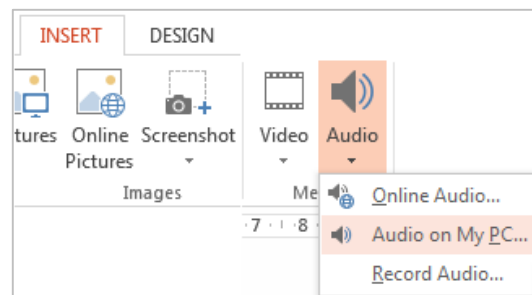 INSERT DESIGN
tures Online Screenshot Video Audio
Pictures
Images Me
7 8
Online Audio...
Audio on My PC...
Record Audio...